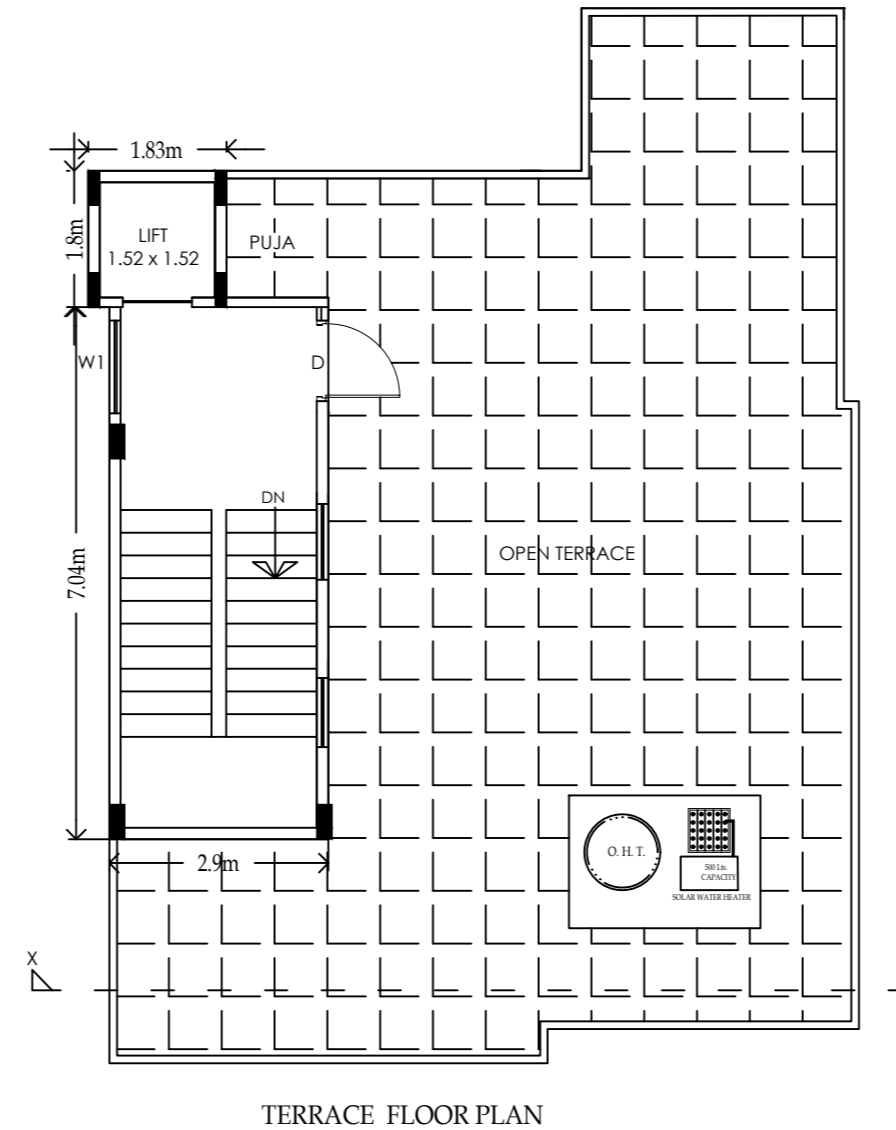 1.83m
1.8m
LIFT
1.52 x 1.52
PUJA
W1
D
DN
7.04m
OPEN TERRACE
O. H. T.
500 Lts.
CAPACITY
SOLAR WATER HEATER
2.9m
X
TERRACE FLOOR PLAN